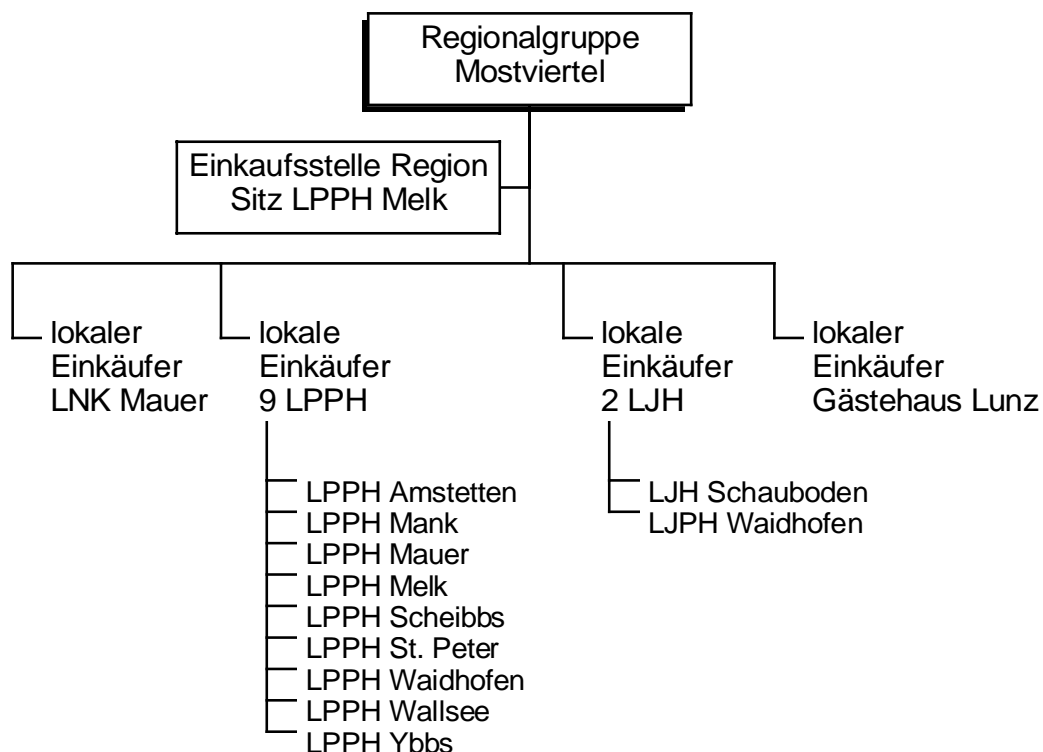 Regionalgruppe
Mostviertel
Einkaufsstelle Region
Sitz LPPH Melk
lokaler
Einkäufer
LNK Mauer
lokale
Einkäufer
9 LPPH
LPPH Amstetten
LPPH Mank
LPPH Mauer
LPPH Melk
LPPH Scheibbs
LPPH St. Peter
LPPH Waidhofen
LPPH Wallsee
LPPH Ybbs
lokale
Einkäufer
2 LJH
LJH Schauboden
LJPH Waidhofen
lokaler
Einkäufer
Gästehaus Lunz